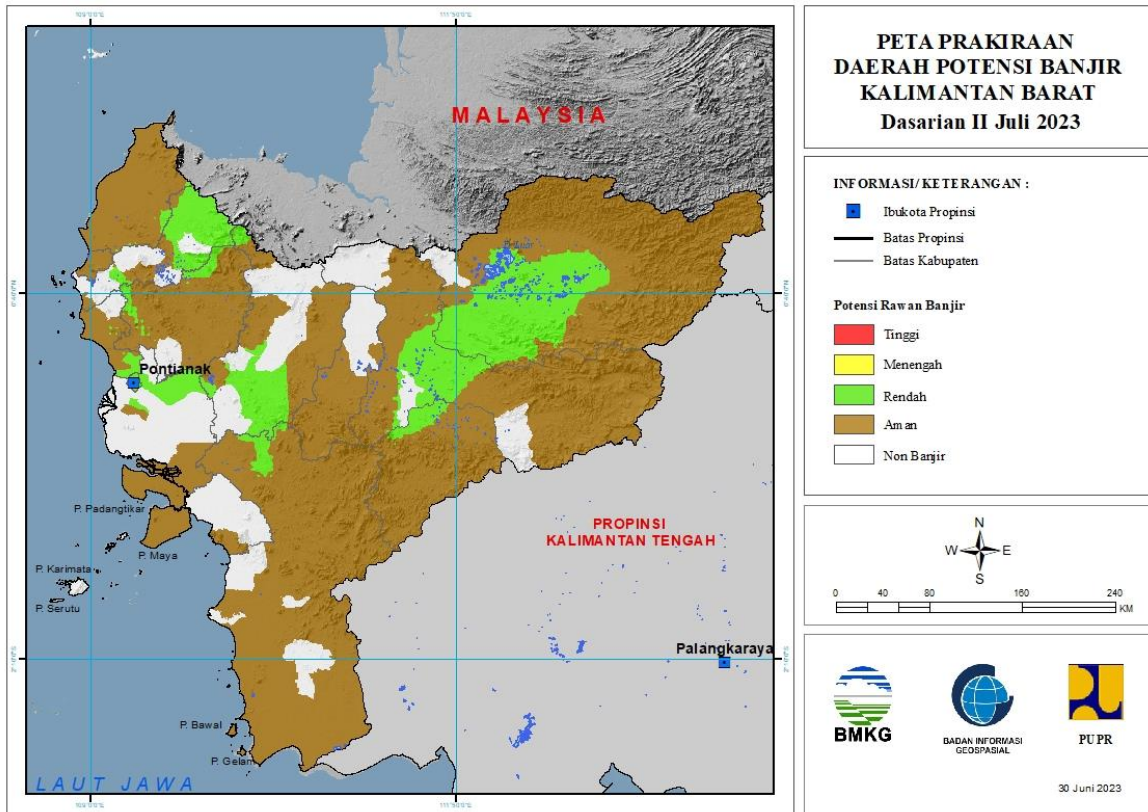 PETA PRAKIRAAN
DAERAH POTENSI BANJIR
KALIMANTAN BARAT
Dasarian II Juli 2023
INFORMASI/ KETERANGAN :
Ibukota Propinsi
Batas Propinsi
Batas Kabupaten
Potensi Rawan Banjir
Tinggi
Menengah
Rendah
Aman
Non Banjir
N
W
E
S
0 40 80 160 240
KM
BMKG
BADAN INFORMASI
GEOSPASIAL
PUPR
30 Juni 2023
MALAYSIA
Pontianak
P. Padangtikar
P. Maya
P. Karimata
P. Serutu
PROPINSI
KALIMANTAN TENGAH
Palangkaraya
P. Bawal
P. Gelam
LAUT JAWA